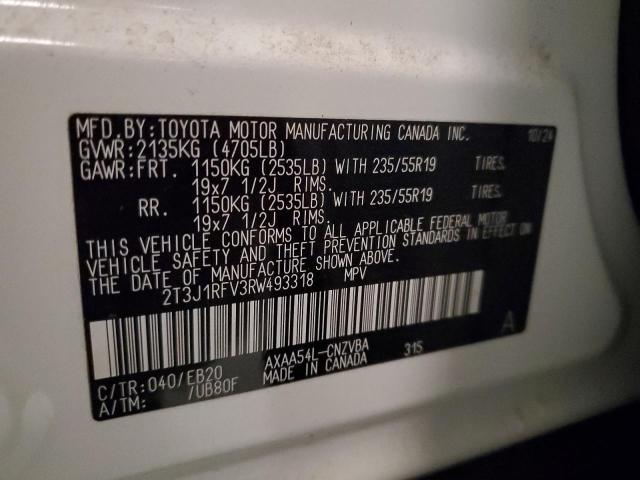 MFD.BY:TOYOTA MOTOR MANUFACTURING CANADA INC. 10/24
GVWR:2135KG (4705LB)
GAWR:FRT. 1150KG (2535LB) WITH 235/55R19 TIRES.
19x7 1/2J RIMS.
RR. 1150KG (2535LB) WITH 235/55R19 TIRES.
19x7 1/2J RIMS.
THIS VEHICLE CONFORMS TO ALL APPLICABLE FEDERAL MOTOR
VEHICLE SAFETY AND THEFT PREVENTION STANDARDS IN EFFECT ON
THE DATE OF MANUFACTURE SHOWN ABOVE.
2T3J1RFV3RW493318 MPV
A
C/TR:040/EB20 AXAA54L-CNZVBA 315
A/TM: /UB80F MADE IN CANADA